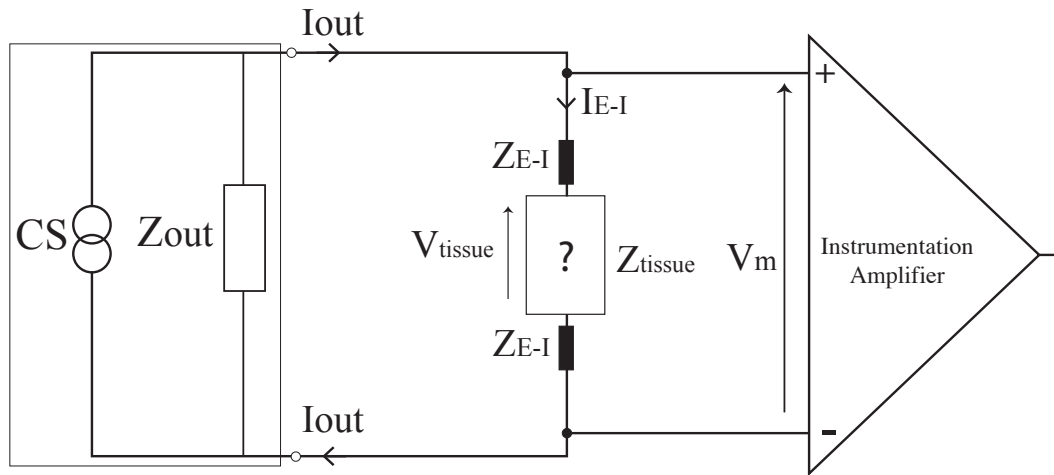 Iout
+
IE-I
ZE-I
CS
Zout
Vtissue
?
Ztissue
Vm
Instrumentation
Amplifier
ZE-I
Iout
-